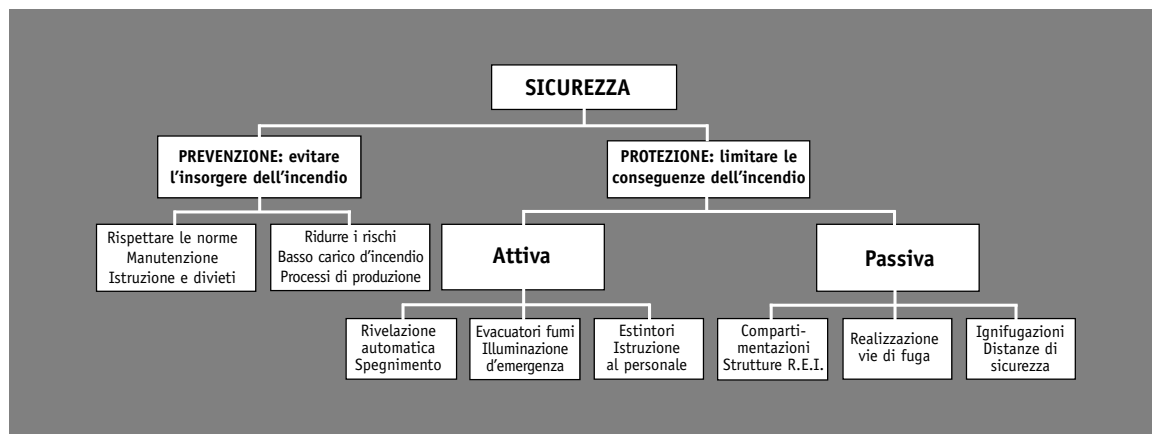 SICUREZZA
PREVENZIONE: evitare
l'insorgere dell'incendio
PROTEZIONE: limitare le
conseguenze dell'incendio
Rispettare le norme
Manutenzione
Istruzione e divieti
Ridurre i rischi
Basso carico d'incendio
Processi di produzione
Attiva
Passiva
Rivelazione
automatica
Spegnimento
Evacuatori fumi
Illuminazione
d'emergenza
Estintori
Istruzione
al personale
Comparti-
mentazioni
Strutture R.E.I.
Realizzazione
vie di fuga
Ignifugazioni
Distanze di
sicurezza